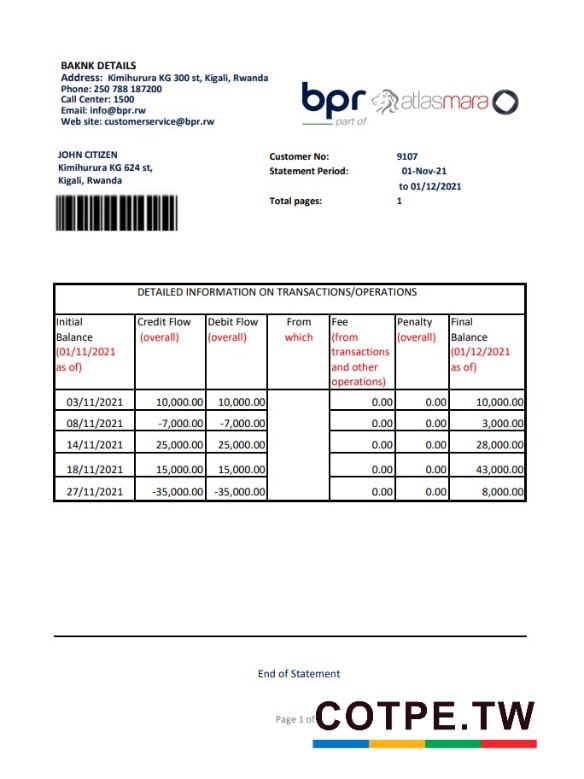 BAKNK DETAILS
Address: Kimihurura KG 300 st, Kigali, Rwanda
Phone: 250 788 187200
Call Center: 1500
Email: info@bpr.rw
Web site: customerservice@bpr.rw
bpr atlasmara
part of
JOHN CITIZEN
Kimihurura KG 624 st,
Kigali, Rwanda
Customer No: 9107
Statement Period: 01-Nov-21
to 01/12/2021
Total pages: 1
DETAILED INFORMATION ON TRANSACTIONS/OPERATIONS
Initial Balance (01/11/2021 as of) Credit Flow (overall) Debit Flow (overall) From which Fee (from transactions and other operations) Penalty (overall) Final Balance (01/12/2021 as of)
03/11/2021 10,000.00 10,000.00 0.00 0.00 10,000.00
08/11/2021 -7,000.00 -7,000.00 0.00 0.00 3,000.00
14/11/2021 25,000.00 25,000.00 0.00 0.00 28,000.00
18/11/2021 15,000.00 15,000.00 0.00 0.00 43,000.00
27/11/2021 -35,000.00 -35,000.00 0.00 0.00 8,000.00
End of Statement
Page 1 of
COTPE.TW